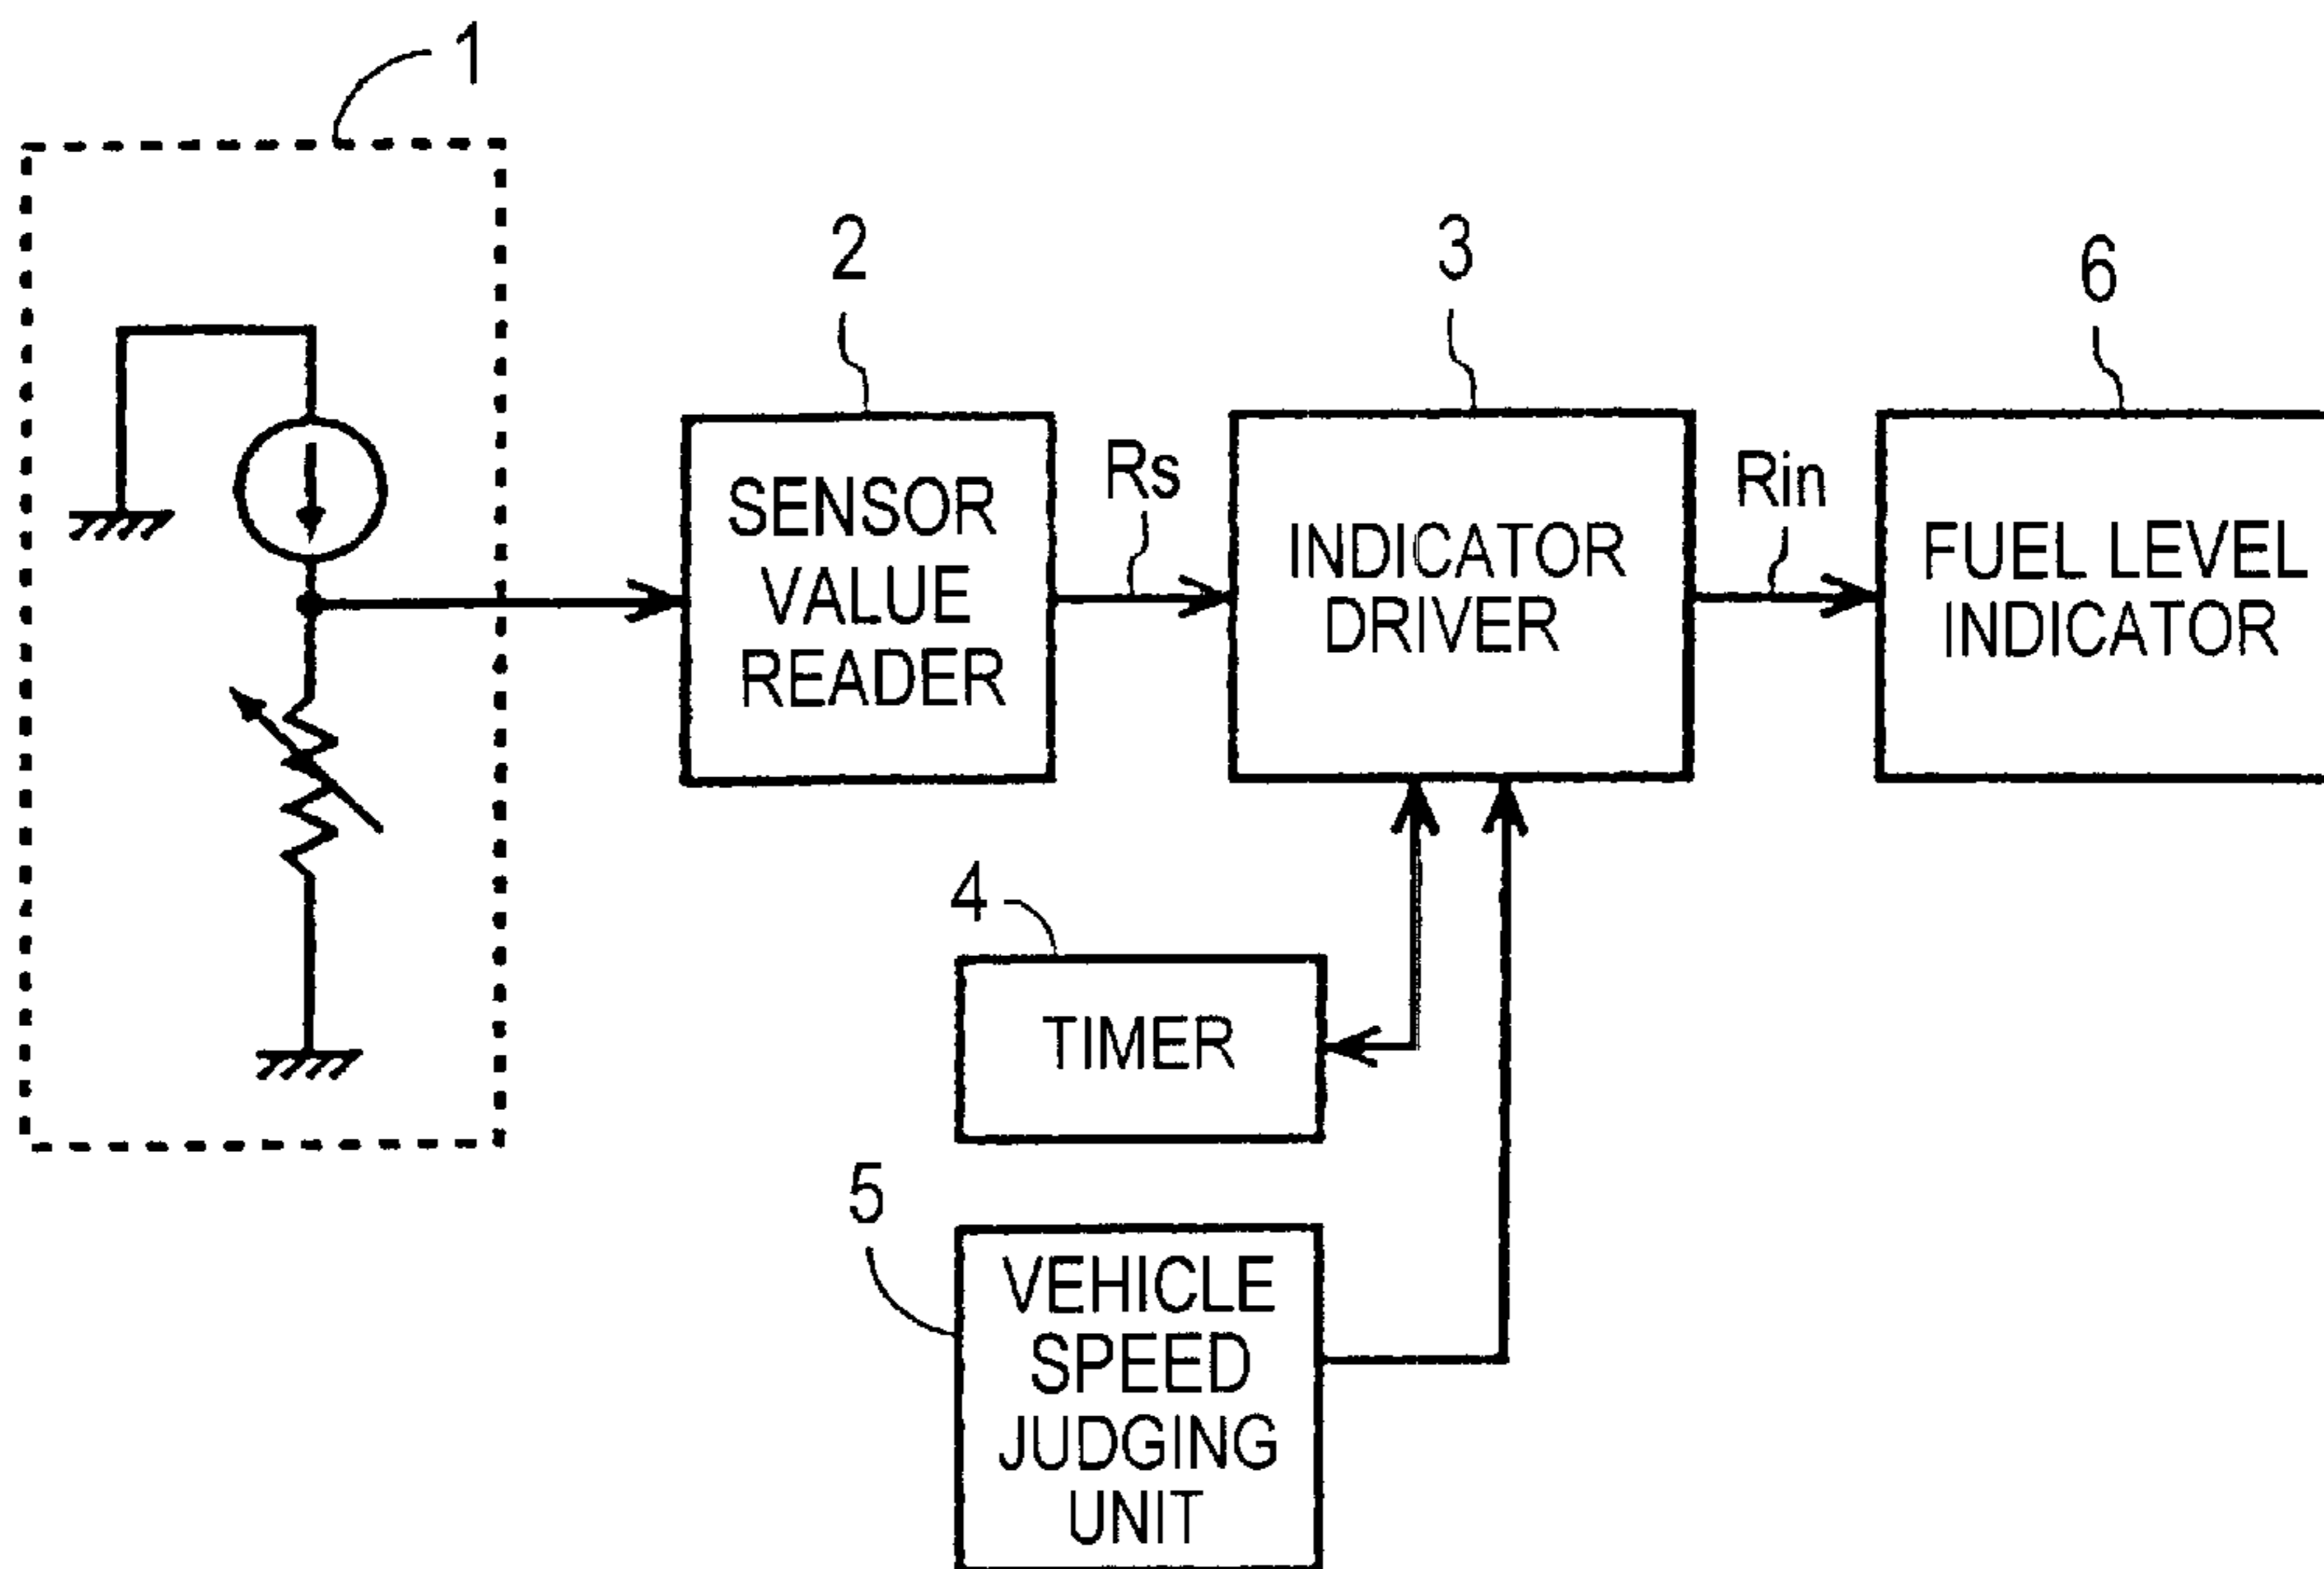 1
2
3
6
SENSOR
VALUE
READER
Rs
INDICATOR
DRIVER
Rin
FUEL LEVEL
INDICATOR
4
TIMER
5
VEHICLE
SPEED
JUDGING
UNIT